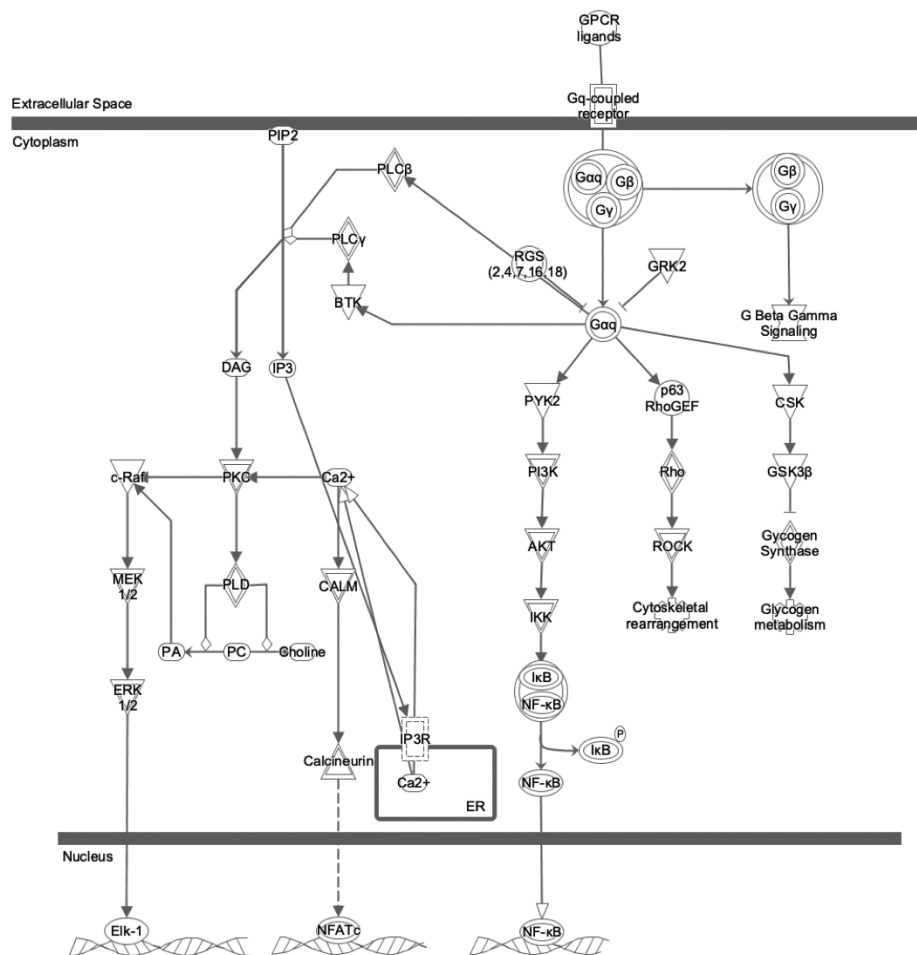 GPCR
ligands
Extracellular Space
Gq-coupled
receptor
Cytoplasm
PIP2
PLCβ
Gαq
Gβ
Gγ
Gβ
Gγ
PLCγ
RGS
(2,4,7,16,18)
GRK2
BTK
Gαq
G Beta Gamma
Signaling
DAG
IP3
PYK2
p63
RhoGEF
CSK
c-Raf
PKC
Ca2+
PI3K
Rho
GSK3β
MEK
1/2
PLD
CALM
AKT
ROCK
Gycogen
Synthase
IKK
Cytoskeletal
rearrangement
Glycogen
metabolism
PA
PC
Choline
IκB
NF-κB
ERK
1/2
IP3R
P
IκB
Calcineurin
Ca2+
NF-κB
ER
Nucleus
Elk-1
NFATc
NF-κB